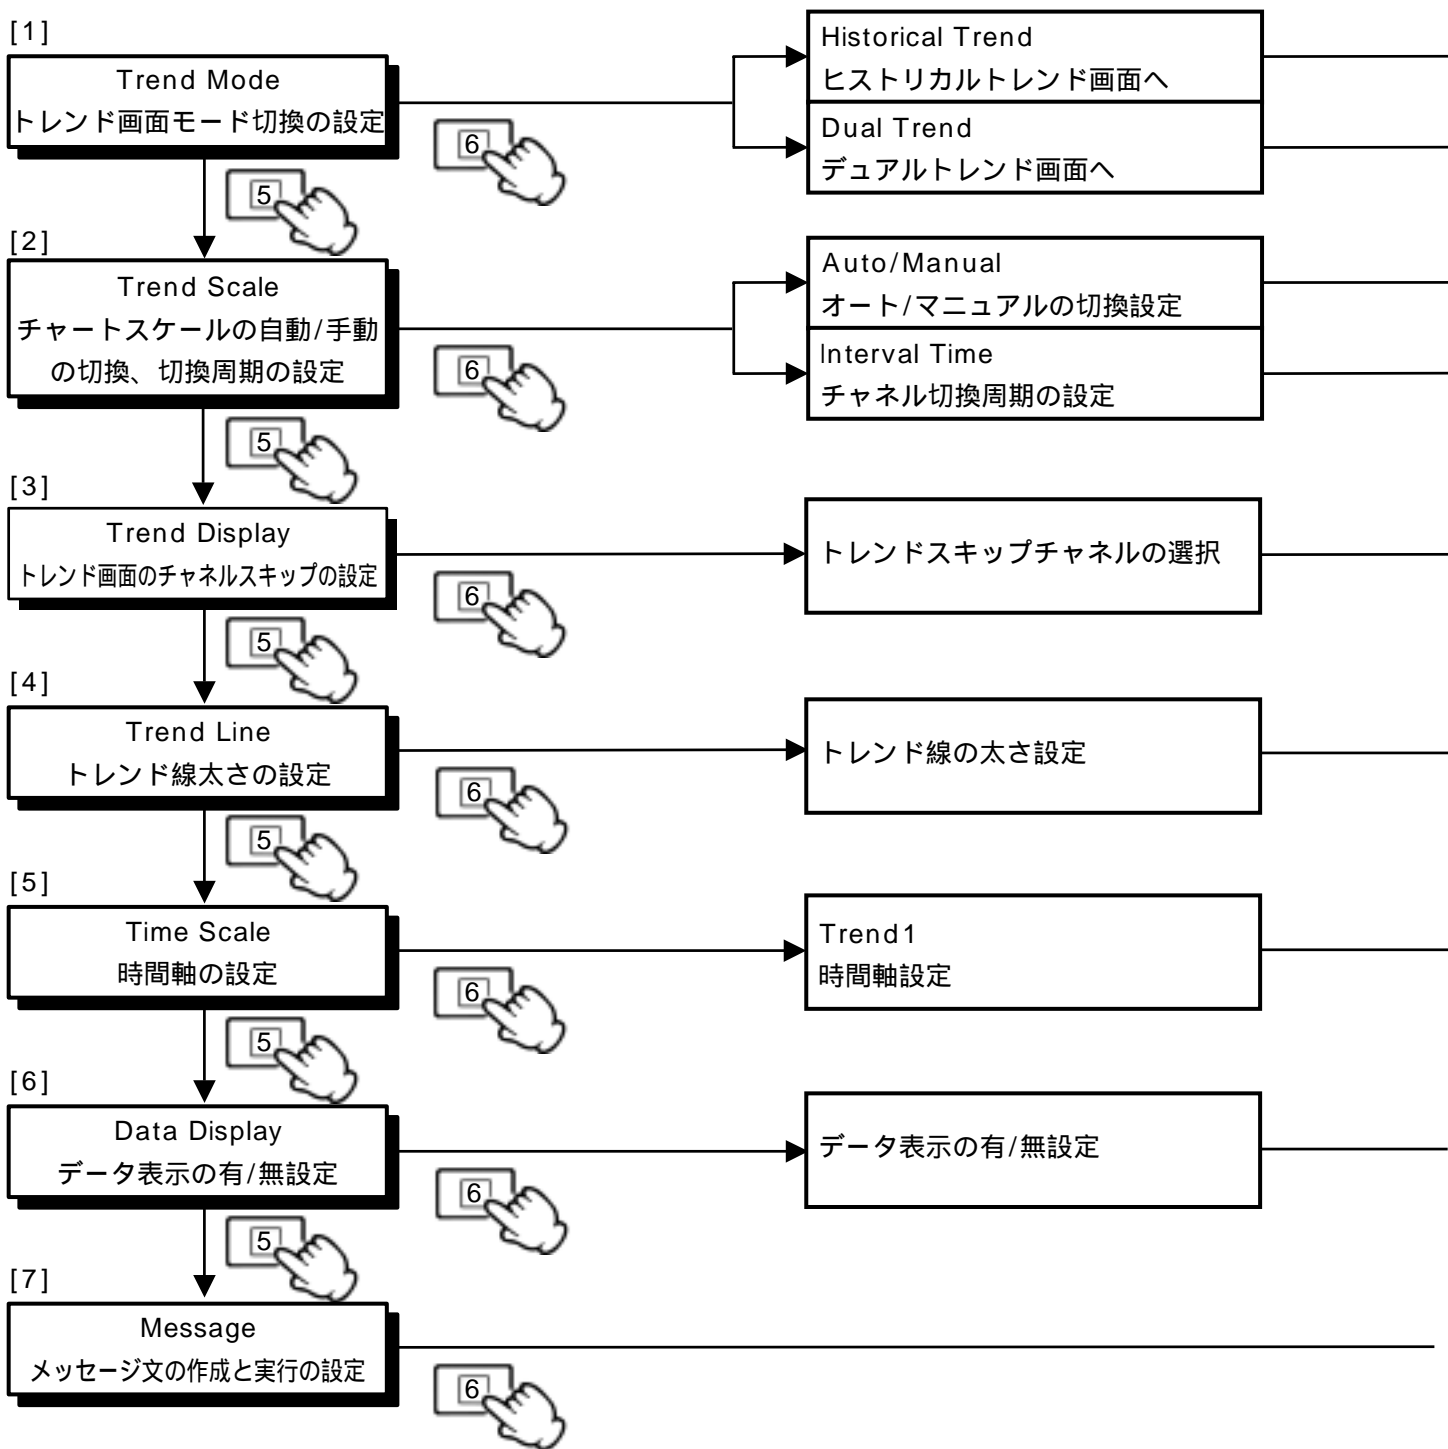 [1]
Trend Mode
トレンド画面モード切換の設定
6
Historical Trend
ヒストリカルトレンド画面へ
Dual Trend
デュアルトレンド画面へ
5
[2]
Trend Scale
チャートスケールの自動/手動
の切換、切換周期の設定
6
Auto/Manual
オート/マニュアルの切換設定
Interval Time
チャネル切換周期の設定
5
[3]
Trend Display
トレンド画面のチャネルスキップの設定
6
トレンドスキップチャネルの選択
5
[4]
Trend Line
トレンド線太さの設定
6
トレンド線の太さ設定
5
[5]
Time Scale
時間軸の設定
6
Trend1
時間軸設定
5
[6]
Data Display
データ表示の有/無設定
6
データ表示の有/無設定
5
[7]
Message
メッセージ文の作成と実行の設定
6